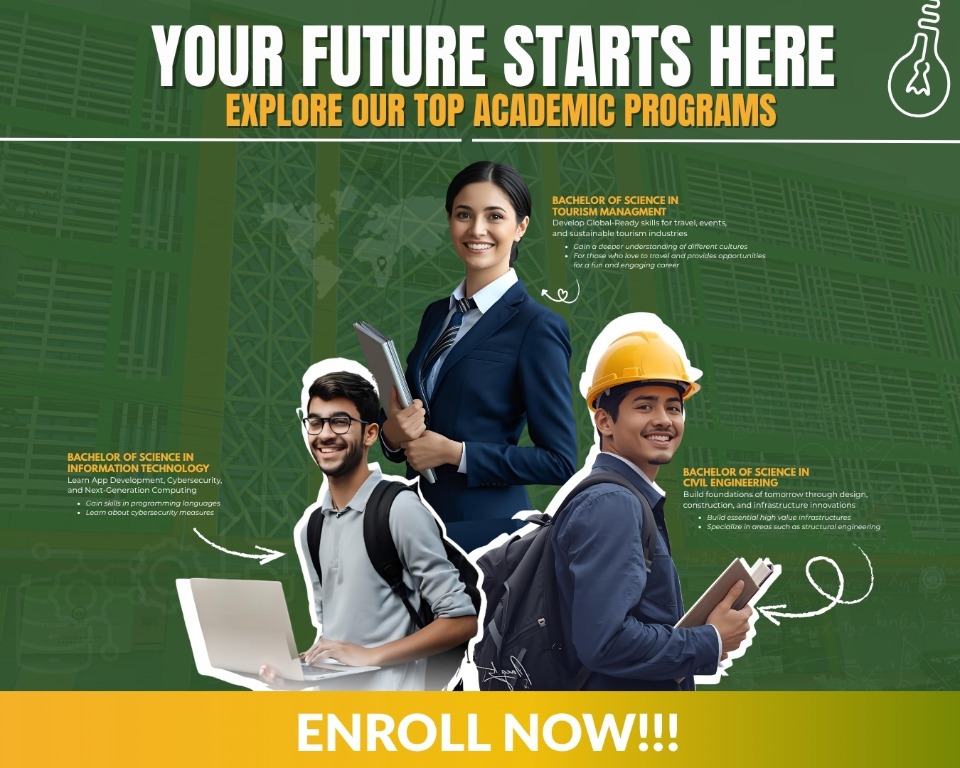 YOUR FUTURE STARTS HERE
EXPLORE OUR TOP ACADEMIC PROGRAMS
BACHELOR OF SCIENCE IN
TOURISM MANAGMENT
Develop Global-Ready skills for travel, events,
and sustainable tourism industries
• Gain a deeper understanding of different cultures
• For those who love to travel and provides opportunities
for a fun and engaging career
BACHELOR OF SCIENCE IN
INFORMATION TECHNOLOGY
Learn App Development, Cybersecurity,
and Next-Generation Computing
• Gain skills in programming languages
• Learn about cybersecurity measures
BACHELOR OF SCIENCE IN
CIVIL ENGINEERING
Build foundations of tomorrow through design,
construction, and infrastructure innovations
• Build essential high value infrastructures
• Specialize in areas such as structural engineering
ENROLL NOW!!!